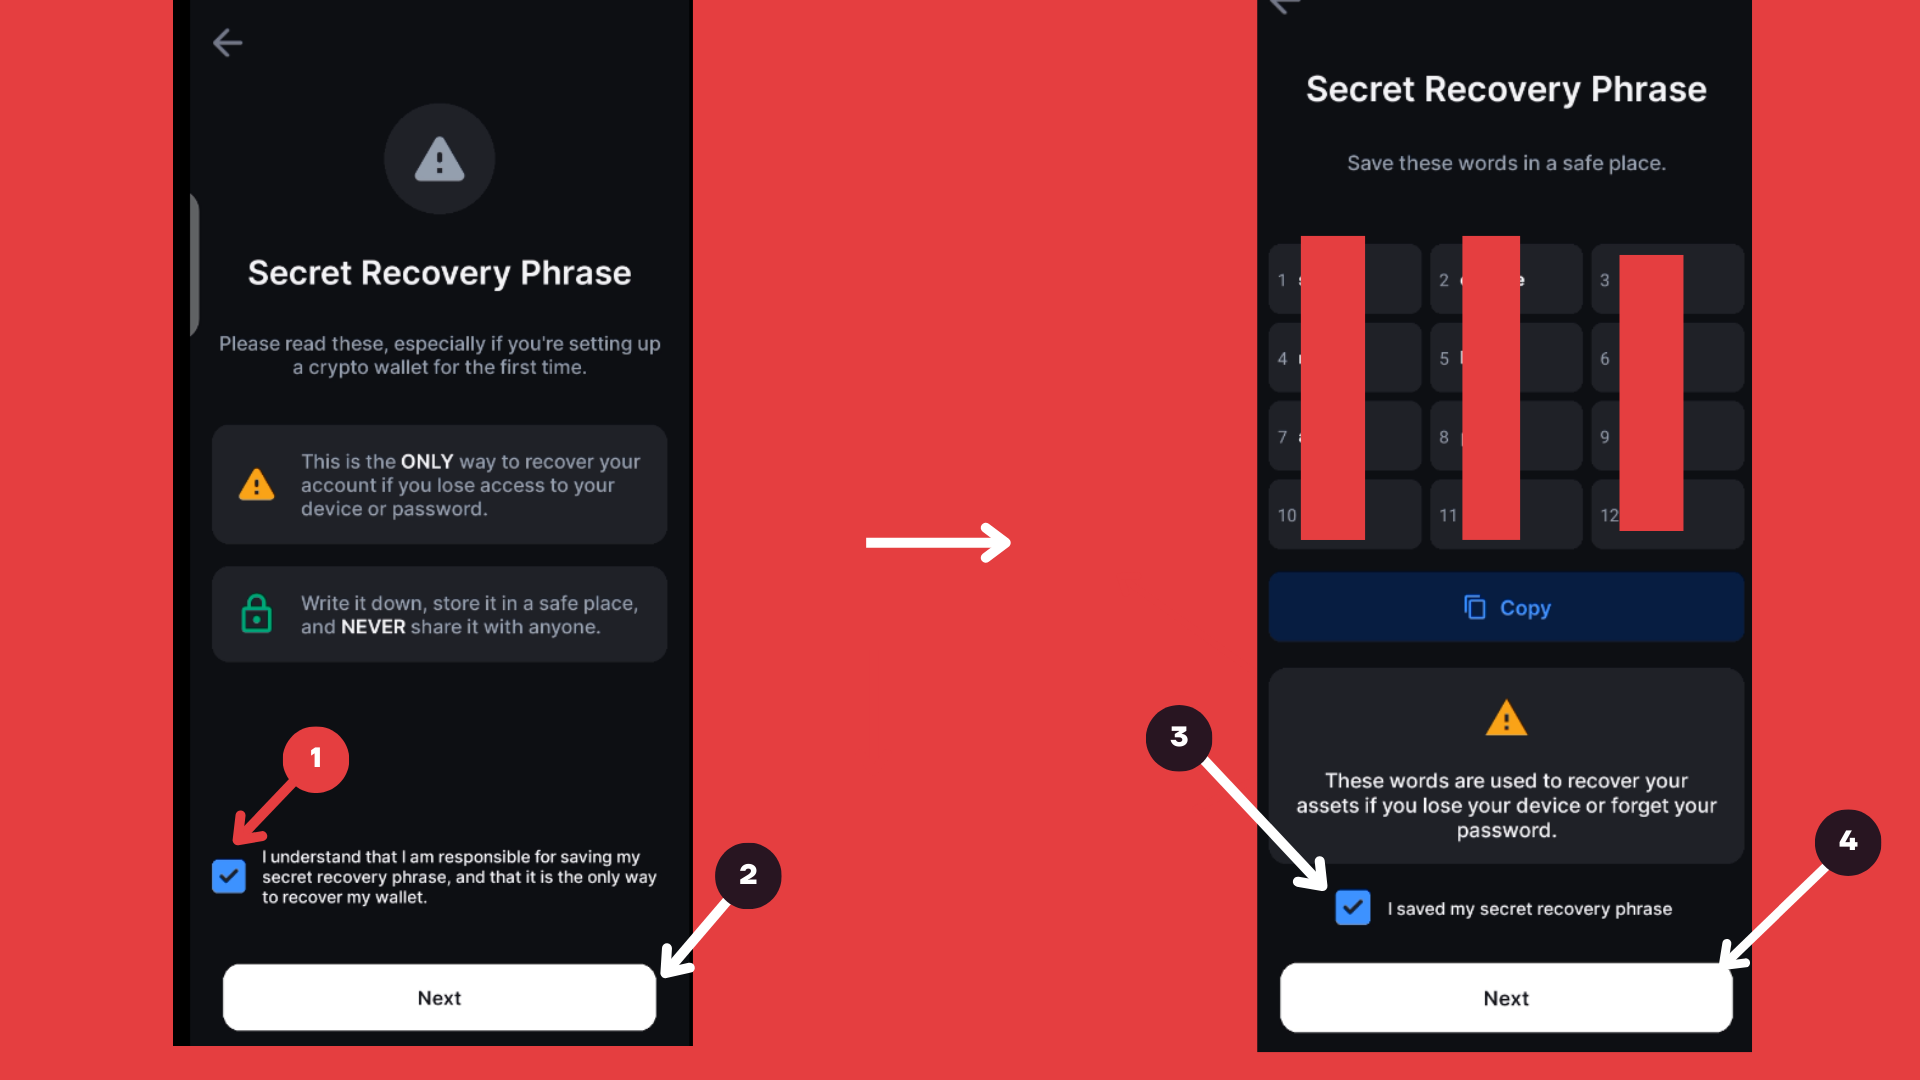 Secret Recovery Phrase
Please read these, especially if you're setting up
a crypto wallet for the first time.
This is the ONLY way to recover your
account if you lose access to your
device or password.
Write it down, store it in a safe place,
and NEVER share it with anyone.
1
I understand that I am responsible for saving my
secret recovery phrase, and that it is the only way
to recover my wallet.
2
Next
Secret Recovery Phrase
Save these words in a safe place.
1 2 3
4 5 6
7 8 9
10 11 12
Copy
3
These words are used to recover your
assets if you lose your device or forget your
password.
4
I saved my secret recovery phrase
Next